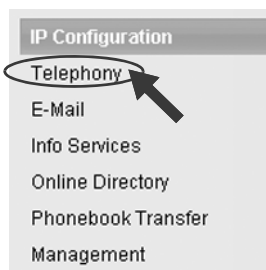 IP Configuration
Telephony
E-Mail
Info Services
Online Directory
Phonebook Transfer
Management